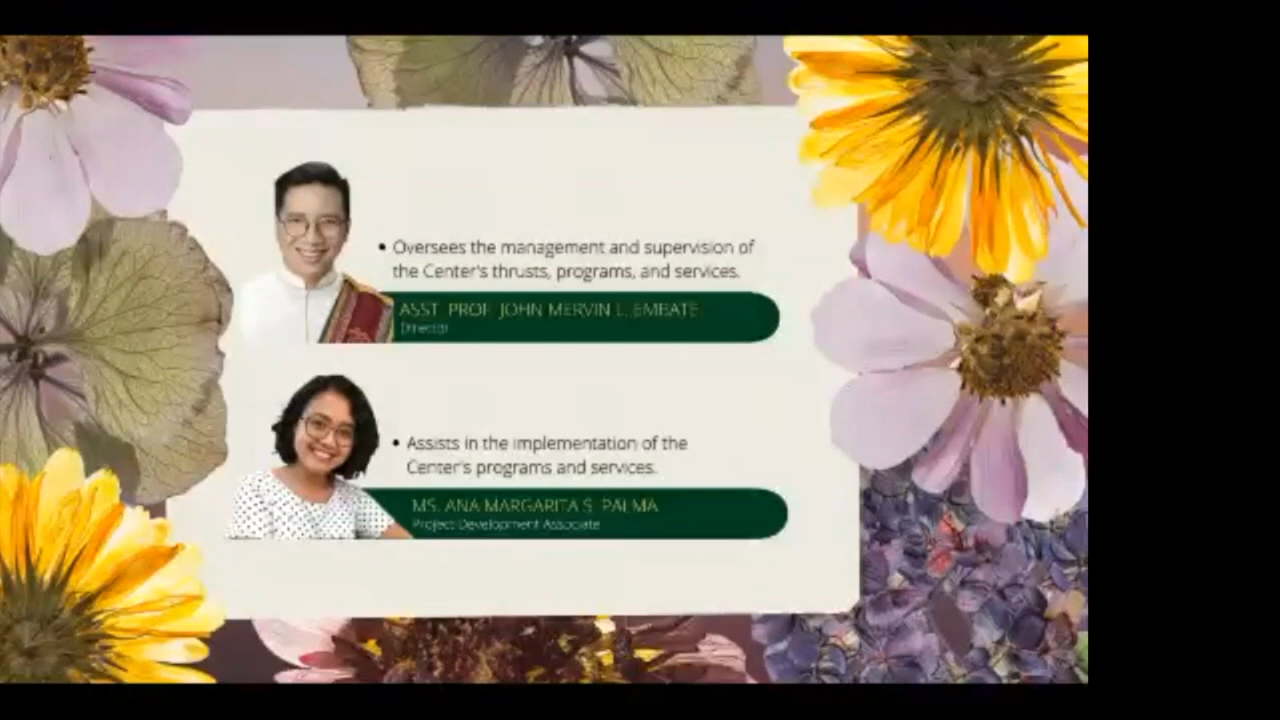 • Oversees the management and supervision of
the Center's thrusts, programs, and services.
ASST. PROF. JOHN MERVIN L. EMBATE
Director
• Assists in the implementation of the
Center's programs and services.
MS. ANA MARGARITA S. PALMA
Project Development Associate